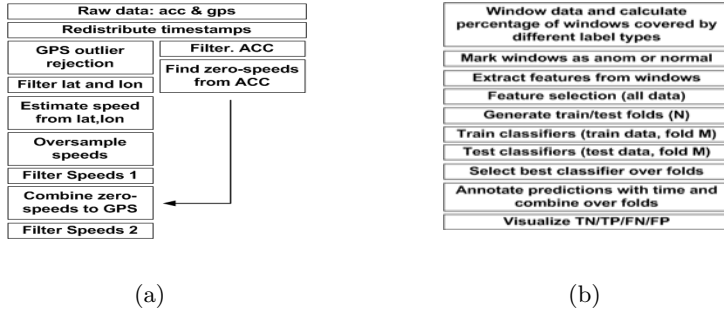 Raw data: acc & gps
Redistribute timestamps
GPS outlier
rejection
Filter lat and lon
Estimate speed
from lat,lon
Oversample
speeds
Filter Speeds 1
Combine zero-
speeds to GPS
Filter Speeds 2
Filter. ACC
Find zero-speeds
from ACC
(a)
Window data and calculate
percentage of windows covered by
different label types
Mark windows as anom or normal
Extract features from windows
Feature selection (all data)
Generate train/test folds (N)
Train classifiers (train data, fold M)
Test classifiers (test data, fold M)
Select best classifier over folds
Annotate predictions with time and
combine over folds
Visualize TN/TP/FN/FP
(b)